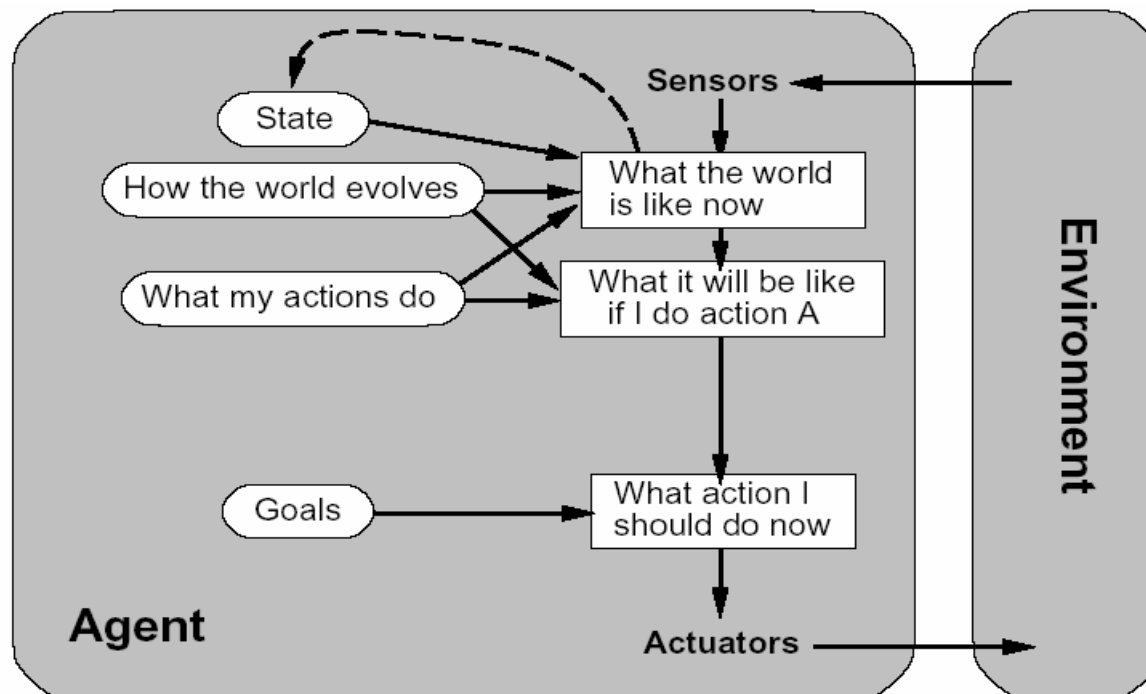 Sensors
State
What the world
is like now
How the world evolves
What it will be like
if I do action A
What my actions do
What action I
should do now
Goals
Agent
Actuators
Environment